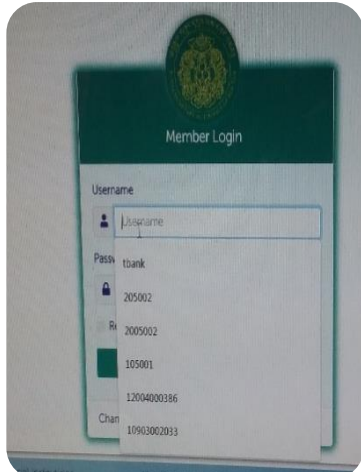 Member Login
Username
Username
Passw
tbank
205002
2005002
Re
105001
12004000386
Chan
10903002033